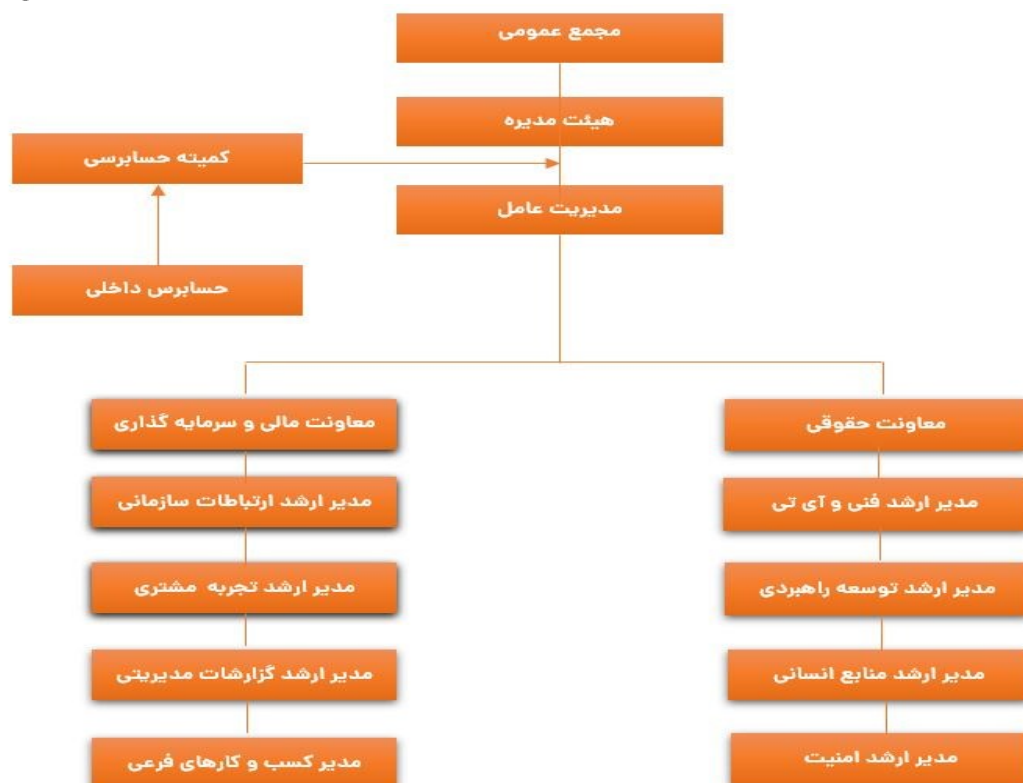 مجمع عمومی
هیئت مدیره
کمیته حسابرسی
مدیریت عامل
حسابرس داخلی
معاونت حقوقی
معاونت مالی و سرمایه گذاری
مدیر ارشد فنی و آی تی
مدیر ارشد ارتباطات سازمانی
مدیر ارشد توسعه راهبردی
مدیر ارشد تجربه مشتری
مدیر ارشد منابع انسانی
مدیر ارشد گزارشات مدیریتی
مدیر ارشد امنیت
مدیر کسب و کارهای فرعی